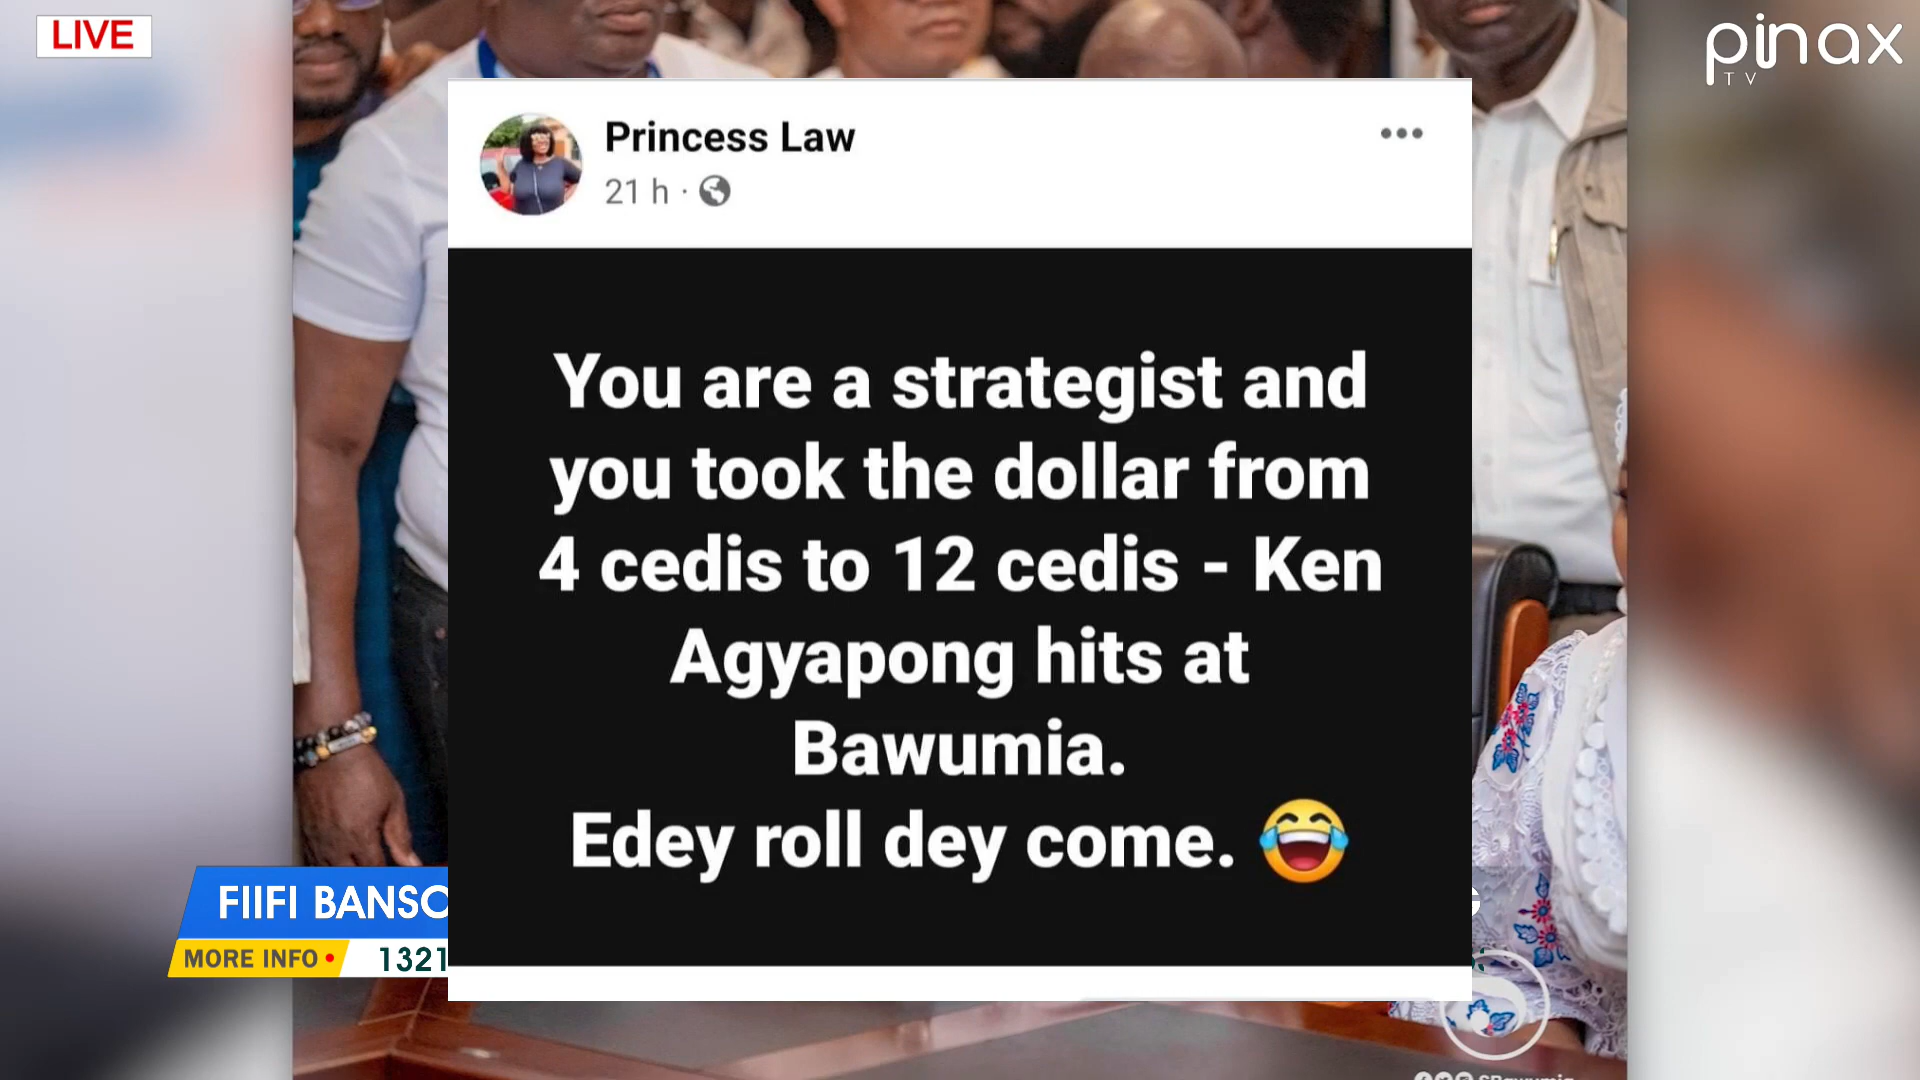 LIVE
pinax
TV
Princess Law
21 h ·
You are a strategist and
you took the dollar from
4 cedis to 12 cedis - Ken
Agyapong hits at
Bawumia.
Edey roll dey come. 😂
FIIFI BANSO
MORE INFO • 1321